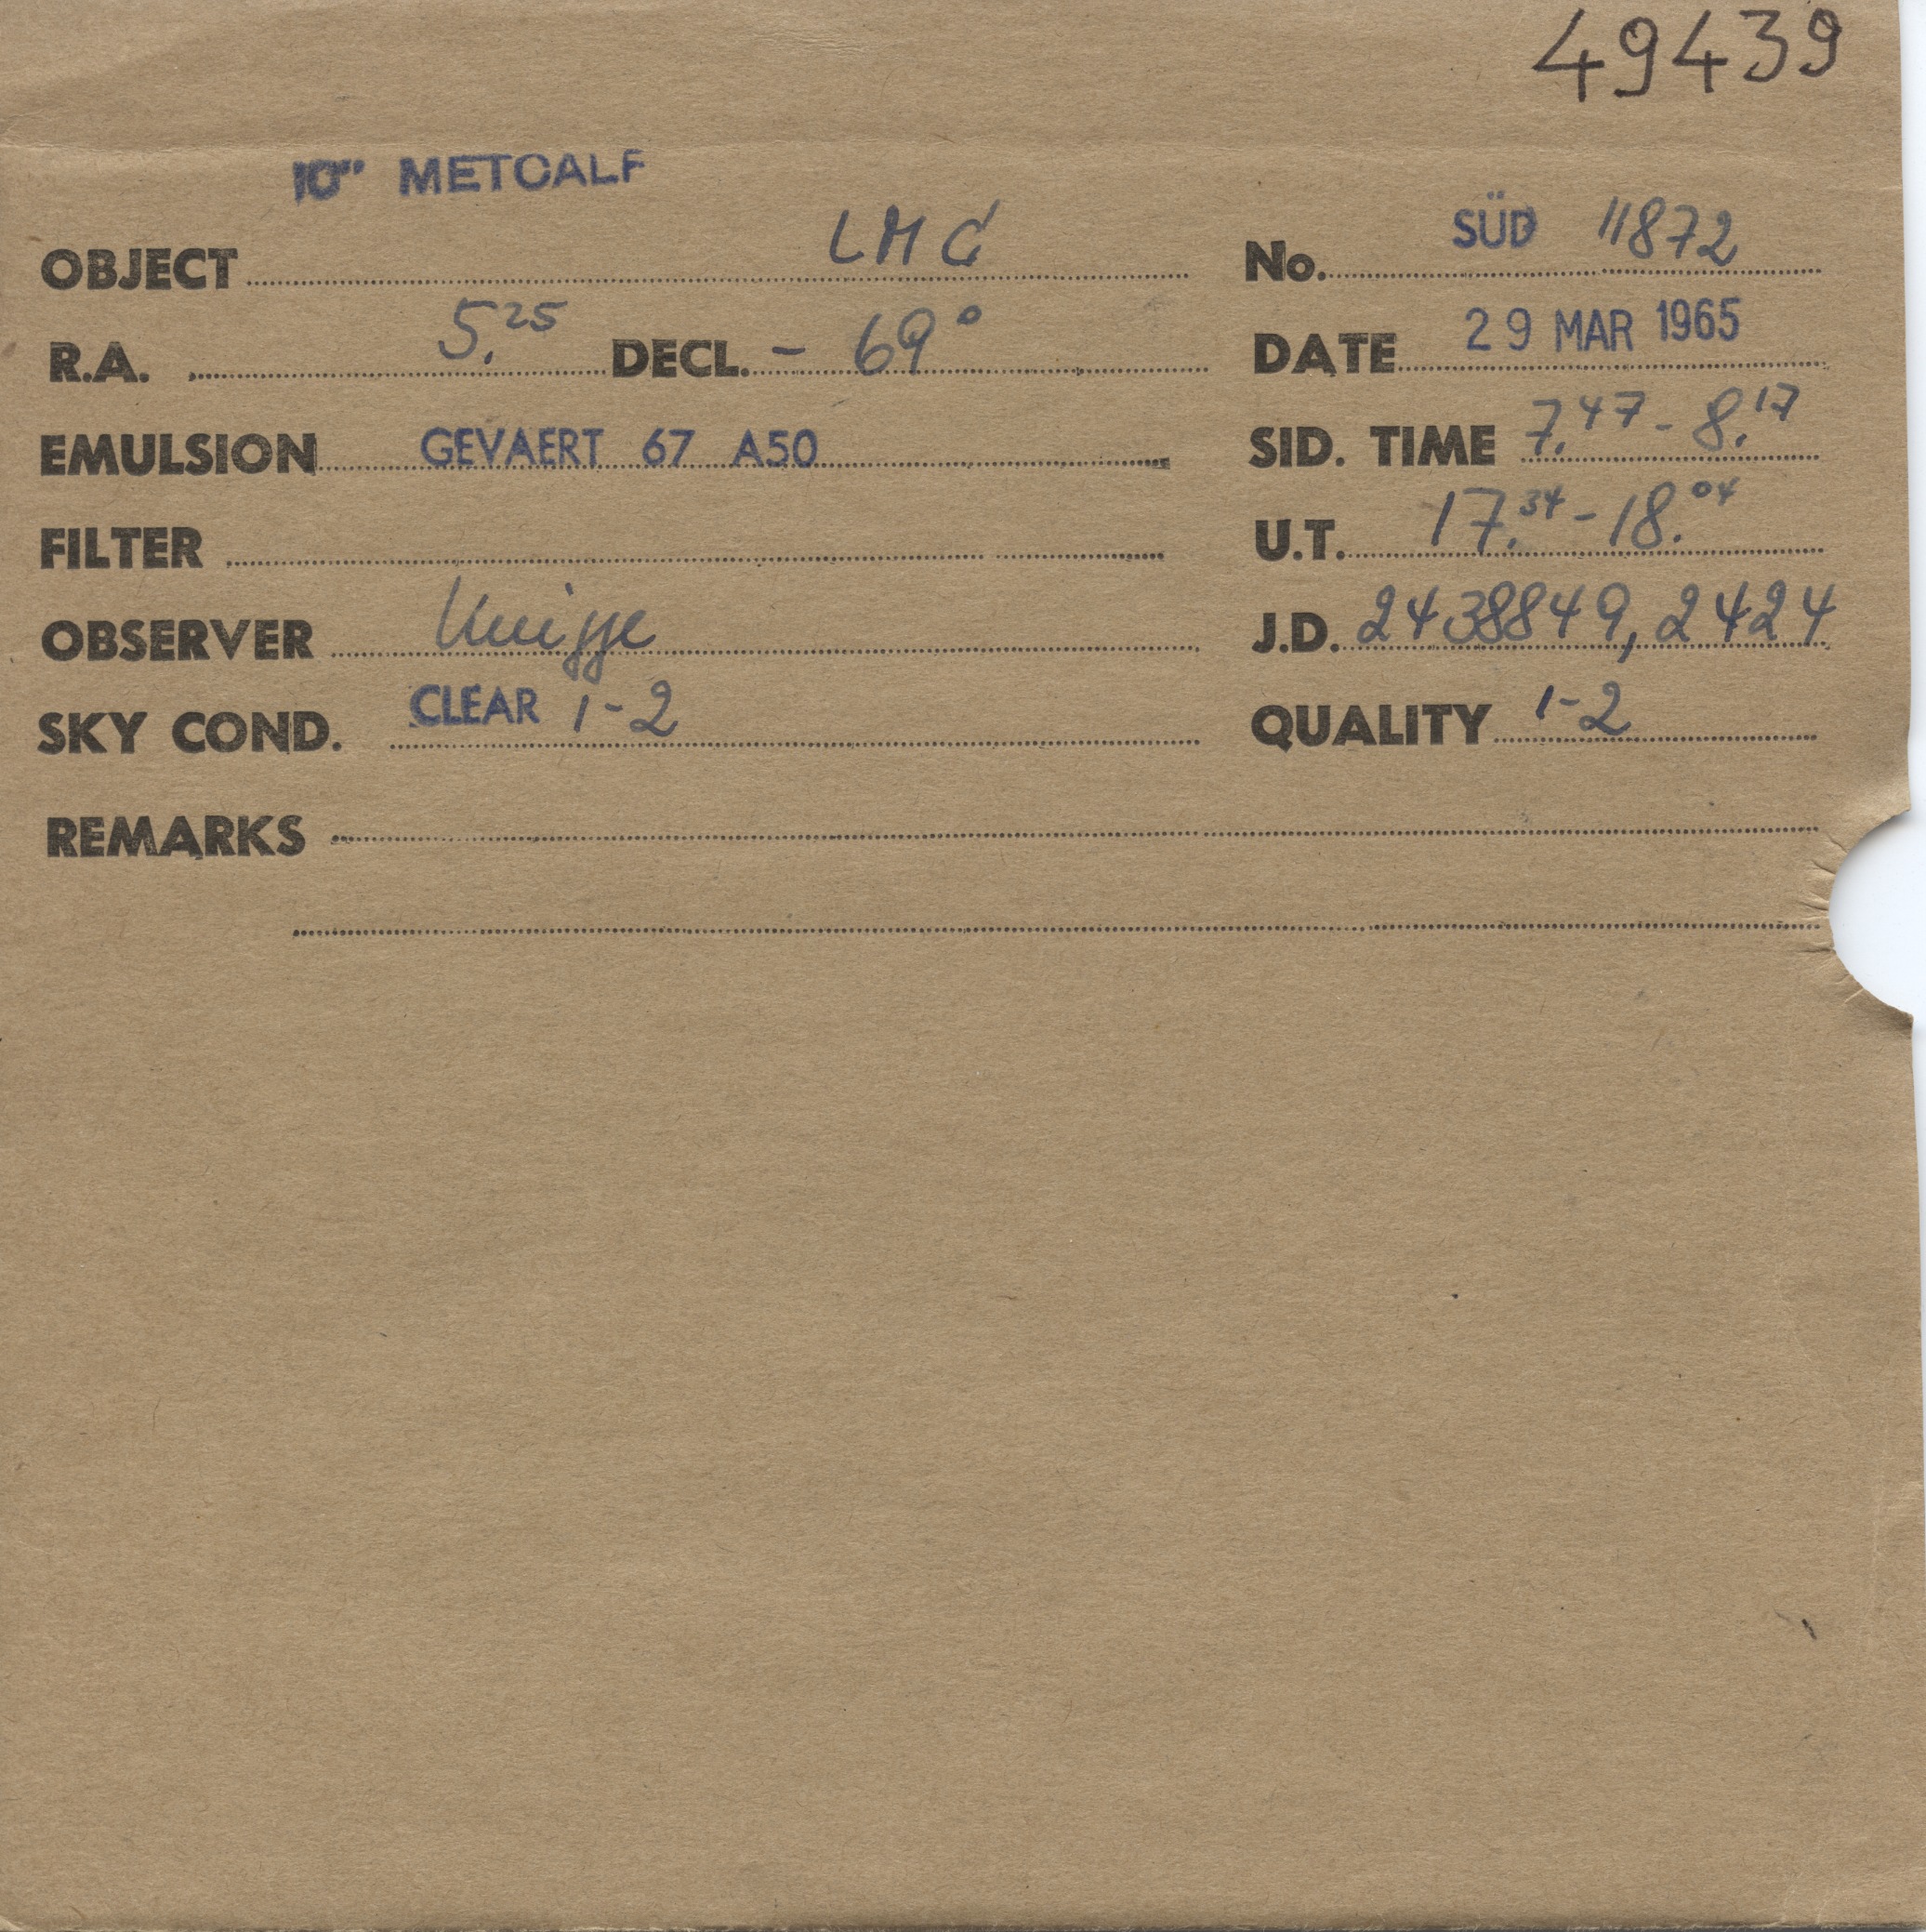 49439
10" METCALF
OBJECT LMC No. SÜD 11872
R.A. 5.25 DECL. - 69° DATE 29 MAR 1965
EMULSION GEVAERT 67 A50 SID. TIME 7.47 - 8.17
FILTER U.T. 17.34 - 18.04
OBSERVER J.D. 2438849,2424
SKY COND. CLEAR 1-2 QUALITY 1-2
REMARKS